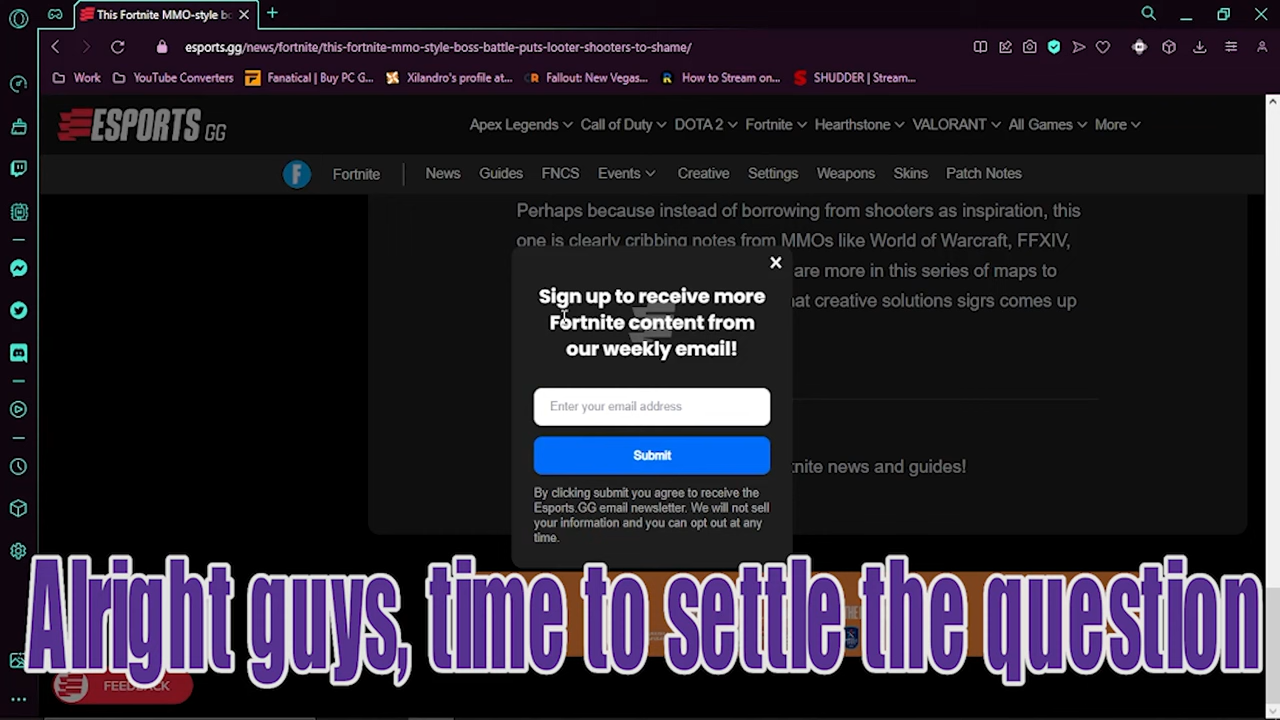 This Fortnite MMO-style bo
esports.gg/news/fortnite/this-fortnite-mmo-style-boss-battle-puts-looter-shooters-to-shame/
Work
YouTube Converters
Fanatical | Buy PC G...
Xilandro's profile at...
Fallout: New Vegas...
How to Stream on...
SHUDDER | Stream...
ESPORTS GG
Apex Legends
Call of Duty
DOTA 2
Fortnite
Hearthstone
VALORANT
All Games
More
Fortnite
News
Guides
FNCS
Events
Creative
Settings
Weapons
Skins
Patch Notes
Perhaps because instead of borrowing from shooters as inspiration, this
one is clearly cribbing notes from MMOs like World of Warcraft, FFXIV,
are more in this series of maps to
at creative solutions sigrs comes up
Sign up to receive more
Fortnite content from
our weekly email!
Enter your email address
Submit
news and guides!
By clicking submit you agree to receive the
Esports.GG email newsletter. We will not sell
your information and you can opt out at any
time.
Alright guys, time to settle the question
FEEDBACK